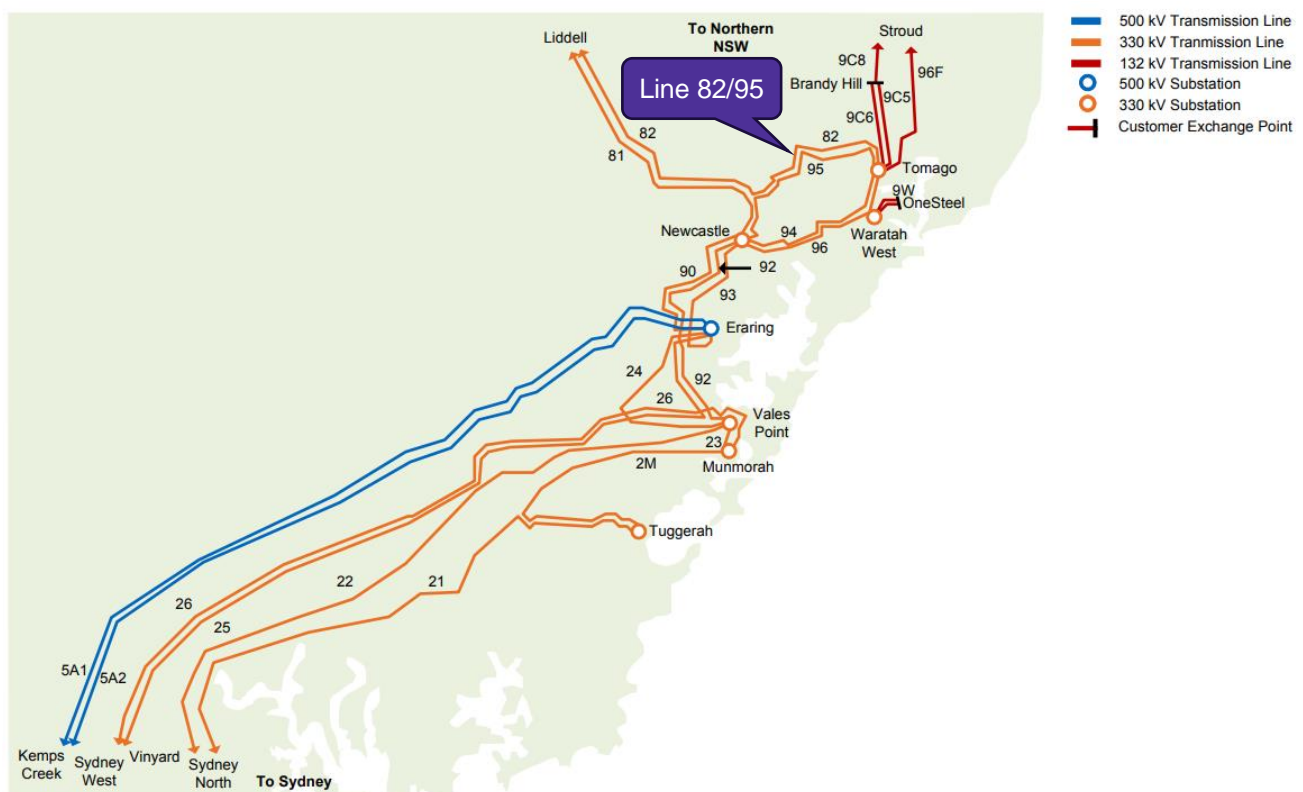 To Northern
NSW
Stroud
Liddell
9C8
96F
Brandy Hill
9C5
9C6
Line 82/95
82
81
82
95
Tomago
9W
OneSteel
Newcastle
94
96
Waratah
West
90
92
93
Eraring
24
92
26
Vales
Point
23
2M
Munmorah
Tuggerah
22
21
26
25
5A1
5A2
Kemps
Creek
Sydney
West
Vinyard
Sydney
North
To Sydney
500 kV Transmission Line
330 kV Tranmission Line
132 kV Transmission Line
500 kV Substation
330 kV Substation
Customer Exchange Point